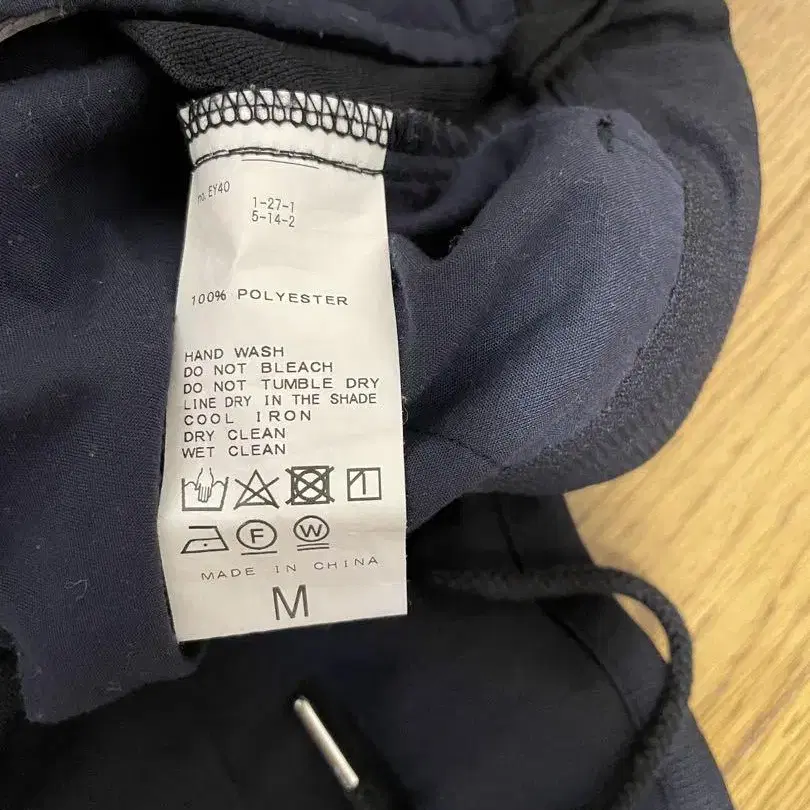 no. EY40
1-27-1
5-14-2
100% POLYESTER
HAND WASH
DO NOT BLEACH
DO NOT TUMBLE DRY
LINE DRY IN THE SHADE
COOL IRON
DRY CLEAN
WET CLEAN
F W
MADE IN CHINA
M